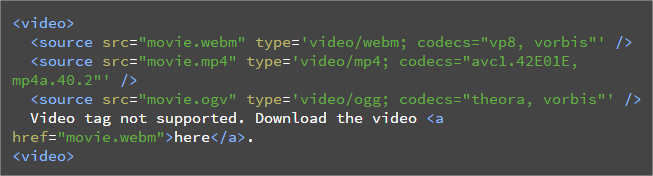 <video>
<source src="movie.webm" type='video/webm; codecs="vp8, vorbis"' />
<source src="movie.mp4" type='video/mp4; codecs="avc1.42E01E,
mp4a.40.2"' />
<source src="movie.ogv" type='video/ogg; codecs="theora, vorbis"' />
Video tag not supported. Download the video <a
href="movie.webm">here</a>.
<video>